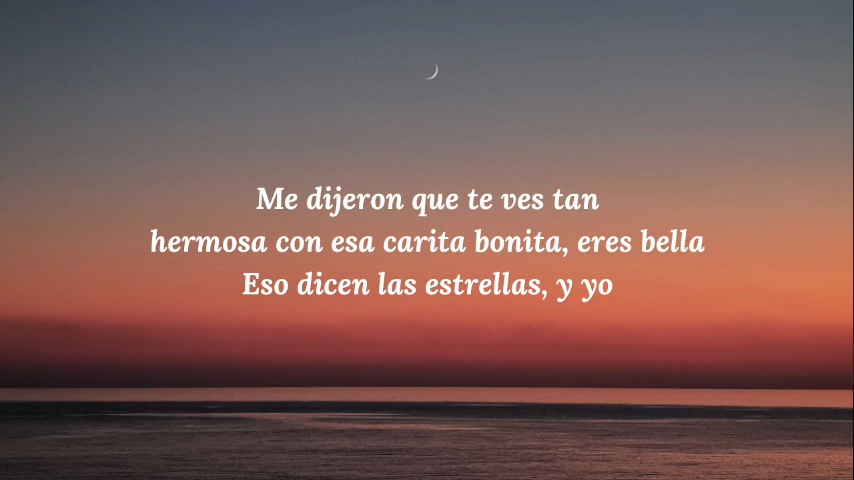 Me dijeron que te ves tan
hermosa con esa carita bonita, eres bella
Eso dicen las estrellas, y yo